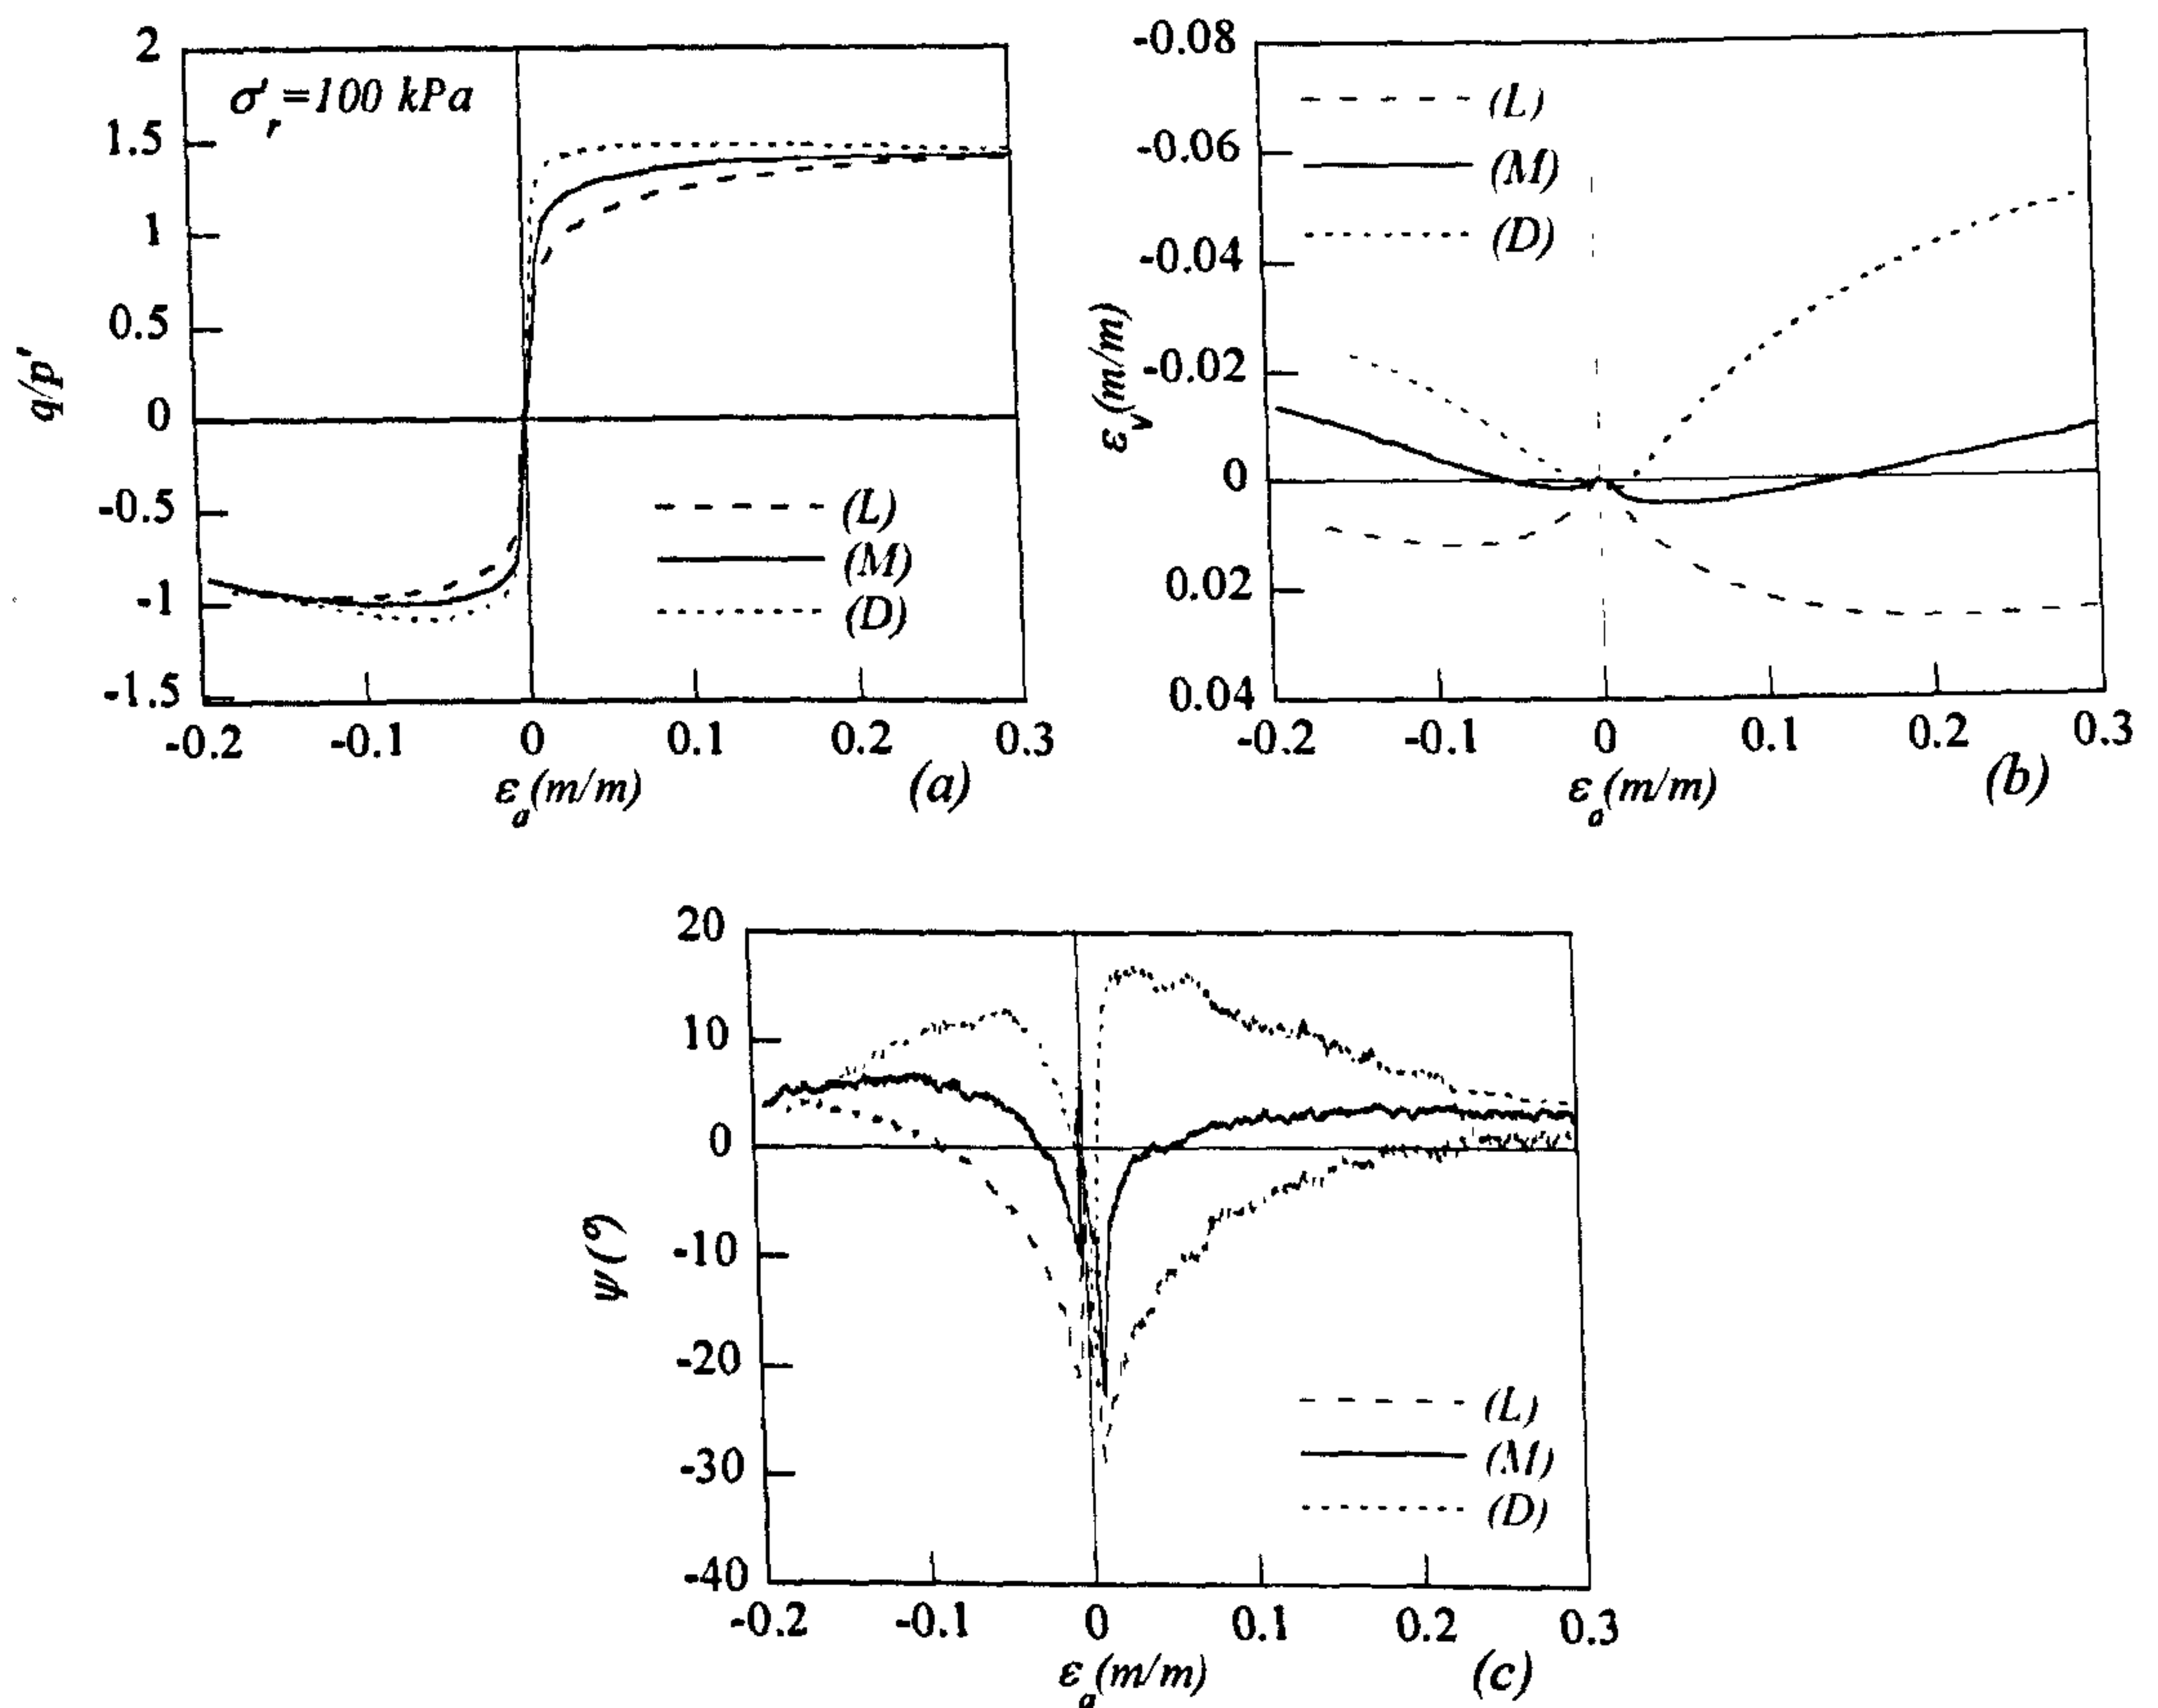 2
1.5
1
0.5
0
-0.5
-1
-1.5
q/p'
σ'r =100 kPa
(L)
(M)
(D)
-0.2 -0.1 0 0.1 0.2 0.3
εa(m/m)
(a)
-0.08
-0.06
-0.04
-0.02
0
0.02
0.04
εv(m/m)
(L)
(M)
(D)
-0.2 -0.1 0 0.1 0.2 0.3
εa(m/m)
(b)
20
10
0
-10
-20
-30
-40
ψ(°)
(L)
(M)
(D)
-0.2 -0.1 0 0.1 0.2 0.3
εa(m/m)
(c)